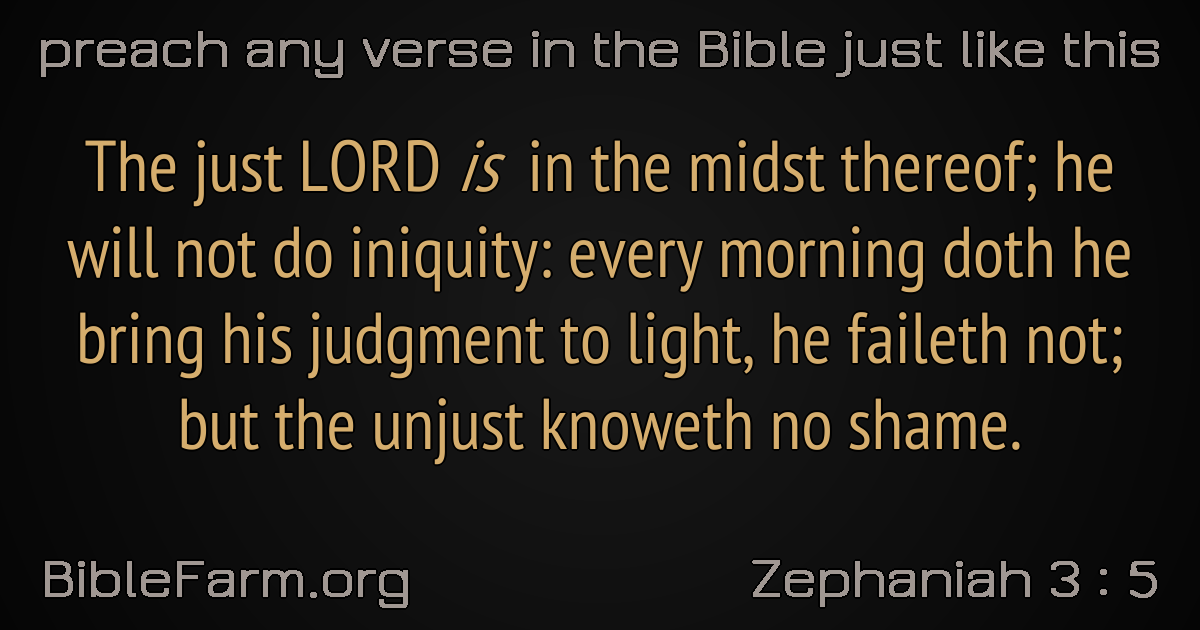 preach any verse in the Bible just like this
The just LORD is in the midst thereof; he
will not do iniquity: every morning doth he
bring his judgment to light, he faileth not;
but the unjust knoweth no shame.
BibleFarm.org
Zephaniah 3 : 5